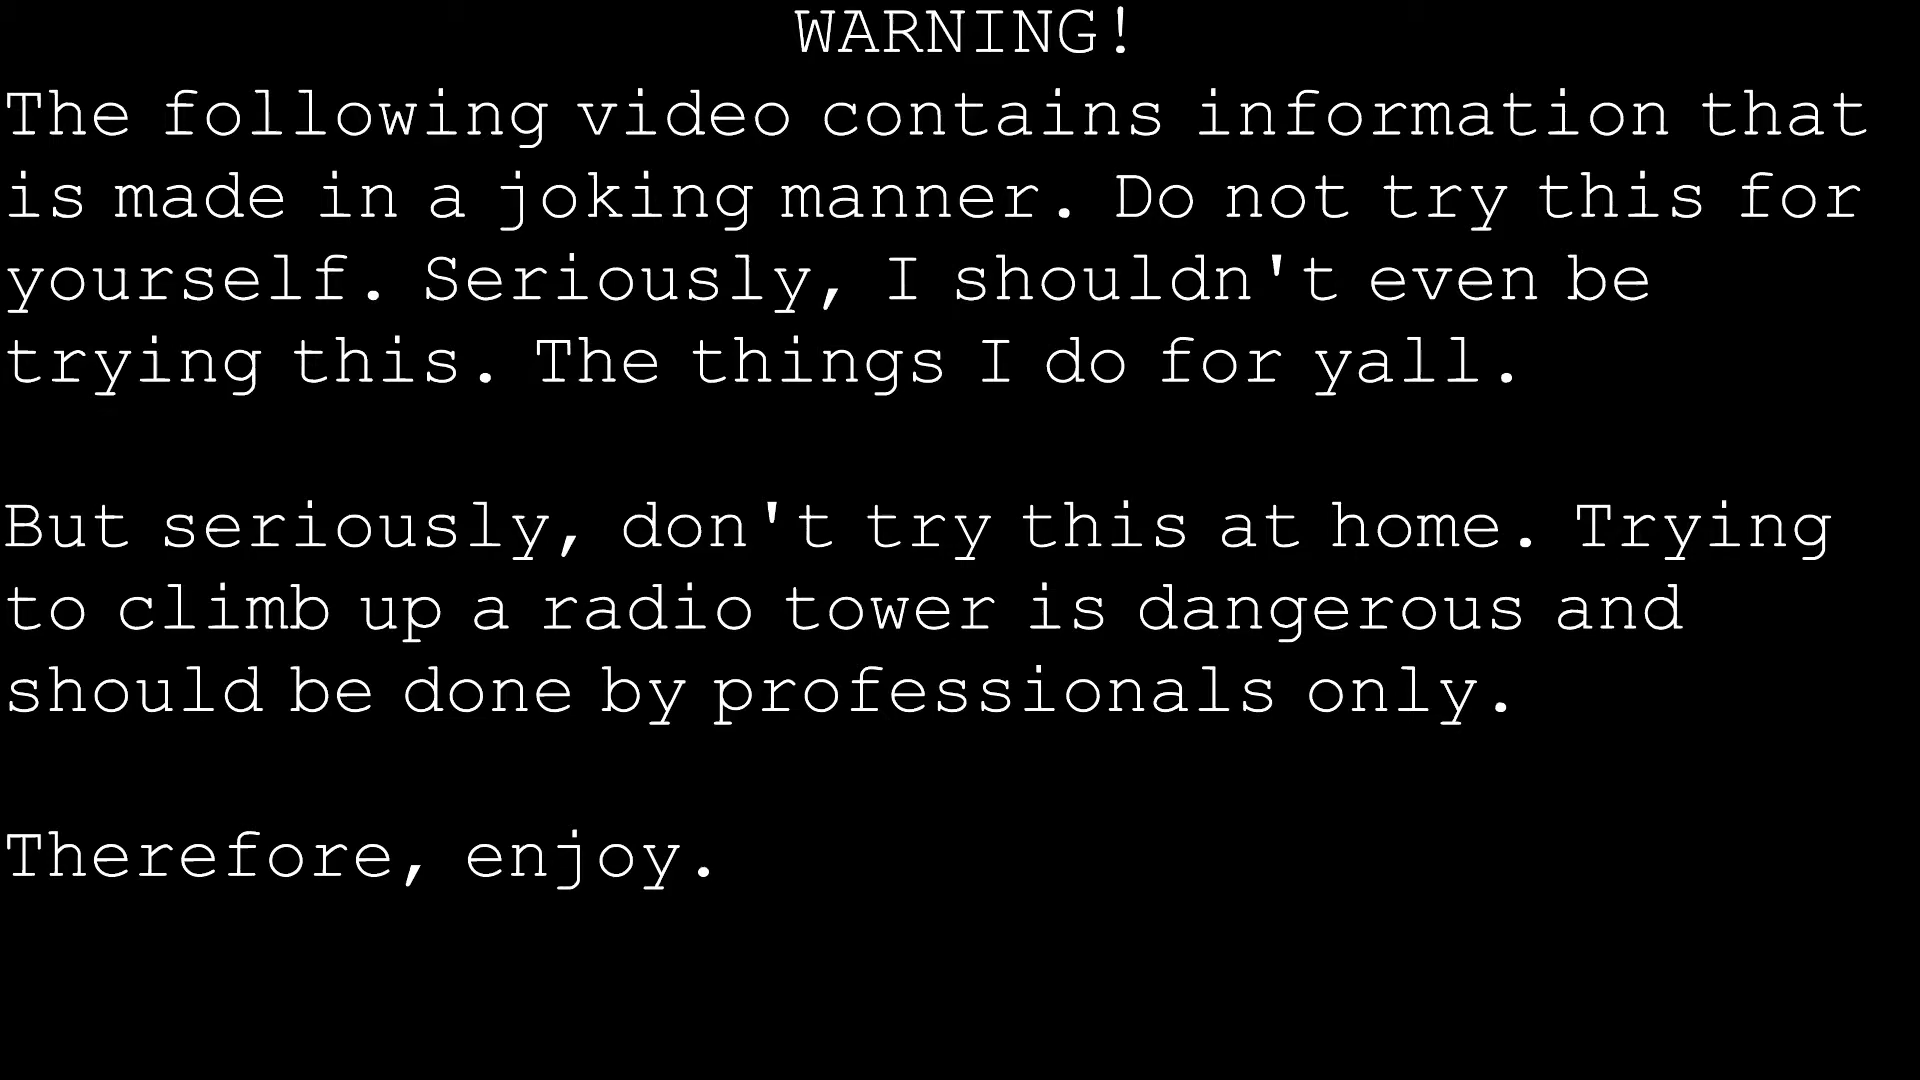 WARNING!
The following video contains information that
is made in a joking manner. Do not try this for
yourself. Seriously, I shouldn't even be
trying this. The things I do for yall.
But seriously, don't try this at home. Trying
to climb up a radio tower is dangerous and
should be done by professionals only.
Therefore, enjoy.